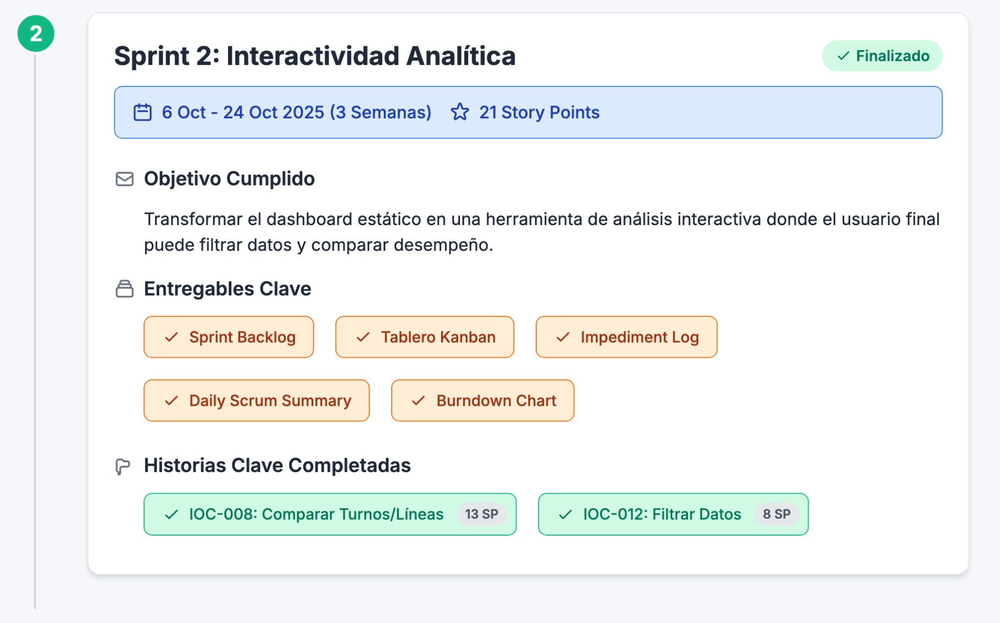 2
Sprint 2: Interactividad Analítica
✓ Finalizado
6 Oct - 24 Oct 2025 (3 Semanas) 21 Story Points
Objetivo Cumplido
Transformar el dashboard estático en una herramienta de análisis interactiva donde el usuario final
puede filtrar datos y comparar desempeño.
Entregables Clave
✓ Sprint Backlog
✓ Tablero Kanban
✓ Impediment Log
✓ Daily Scrum Summary
✓ Burndown Chart
Historias Clave Completadas
✓ IOC-008: Comparar Turnos/Líneas 13 SP
✓ IOC-012: Filtrar Datos 8 SP